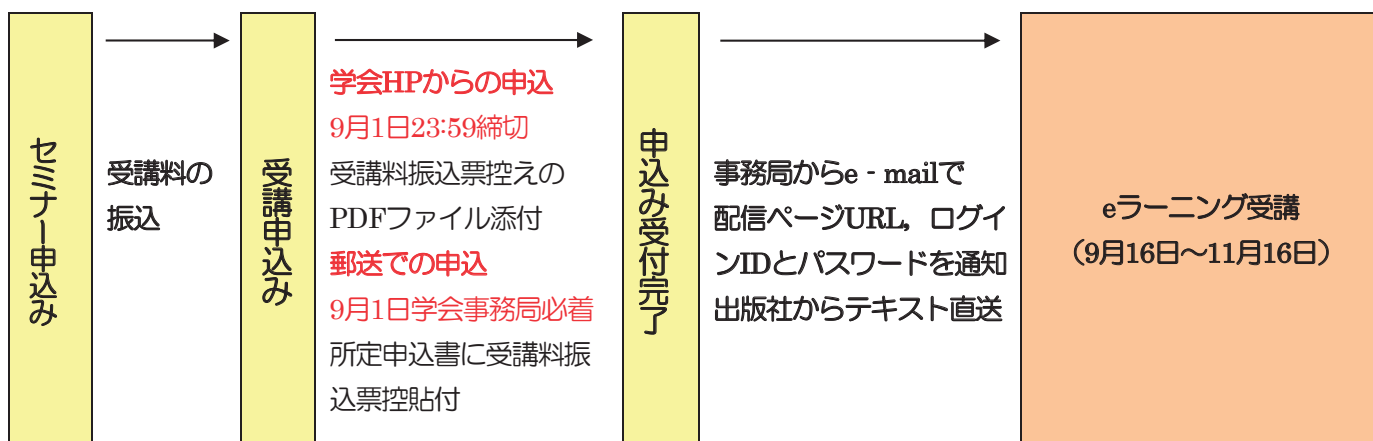 セミナー申込み
受講料の
振込
受講申込み
学会HPからの申込
9月1日23:59締切
受講料振込票控えの
PDFファイル添付
郵送での申込
9月1日学会事務局必着
所定申込書に受講料振
込票控貼付
申込み受付完了
事務局からe‐mailで
配信ページURL，ログイ
ンIDとパスワードを通知
出版社からテキスト直送
eラーニング受講
（9月16日～11月16日）